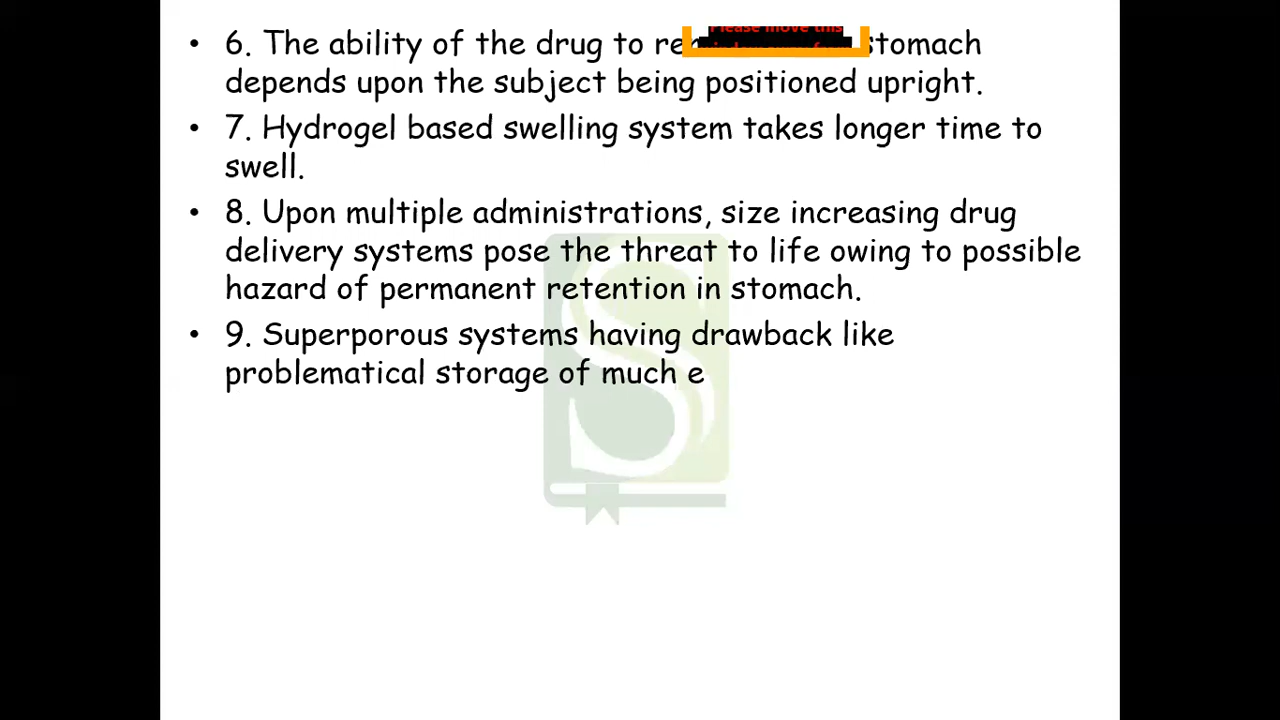 • 6. The ability of the drug to stomach
Please move this
depends upon the subject being positioned upright.
• 7. Hydrogel based swelling system takes longer time to
swell.
• 8. Upon multiple administrations, size increasing drug
delivery systems pose the threat to life owing to possible
hazard of permanent retention in stomach.
• 9. Superporous systems having drawback like
problematical storage of much e